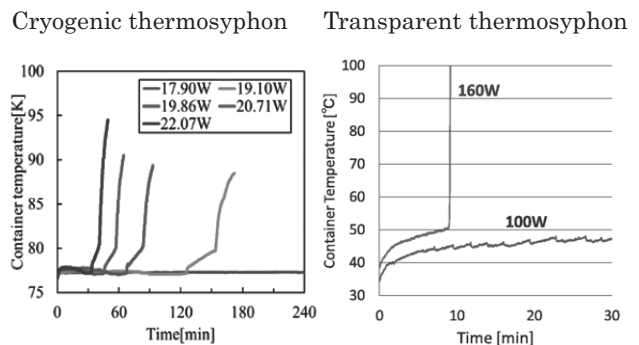 Cryogenic thermosyphon
Transparent thermosyphon
Container temperature[K]
100
95
90
85
80
75
17.90W 19.10W
19.86W 20.71W
22.07W
0 60 120 180 240
Time[min]
Container Temperature [℃]
100
90
80
70
60
50
40
30
160W
100W
0 10 20 30
Time [min]